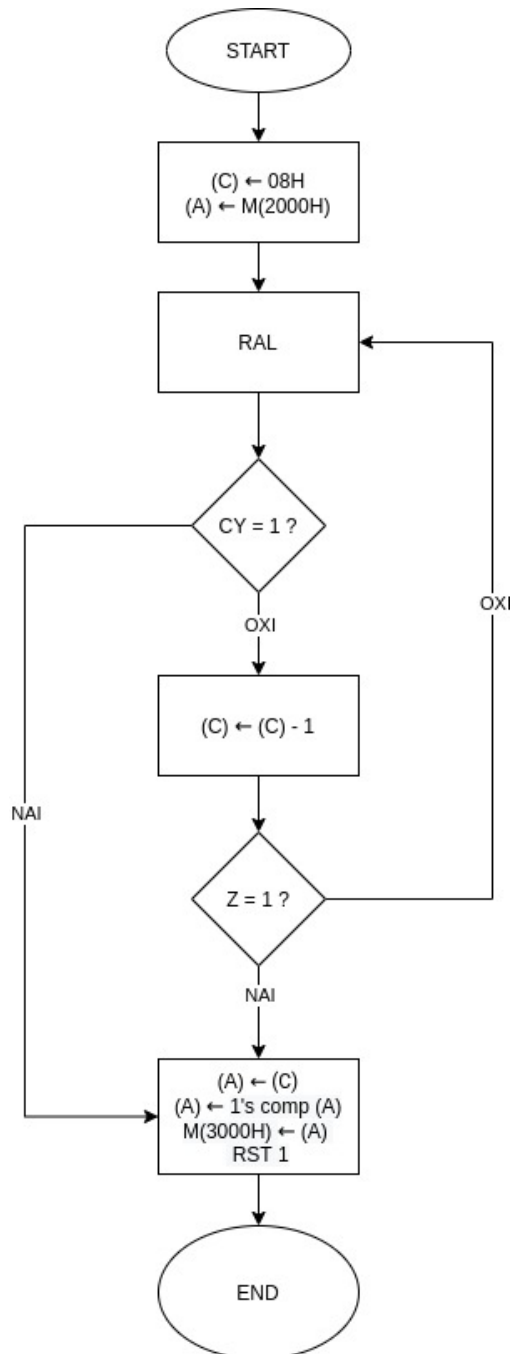 START
(C) ← 08H
(A) ← M(2000H)
RAL
CY = 1 ?
OXI
OXI
(C) ← (C) - 1
NAI
Z = 1 ?
NAI
(A) ← (C)
(A) ← 1's comp (A)
M(3000H) ← (A)
RST 1
END